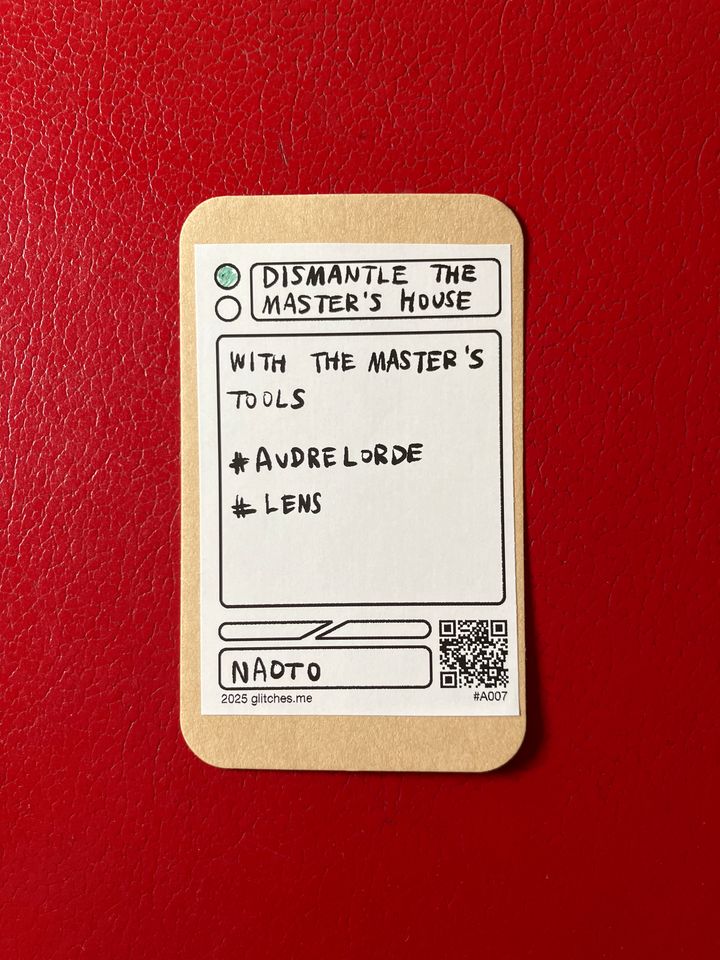 DISMANTLE THE
MASTER'S HOUSE
WITH THE MASTER'S
TOOLS
#AUDRELORDE
# LENS
NAOTO
2025 glitches.me
#A007